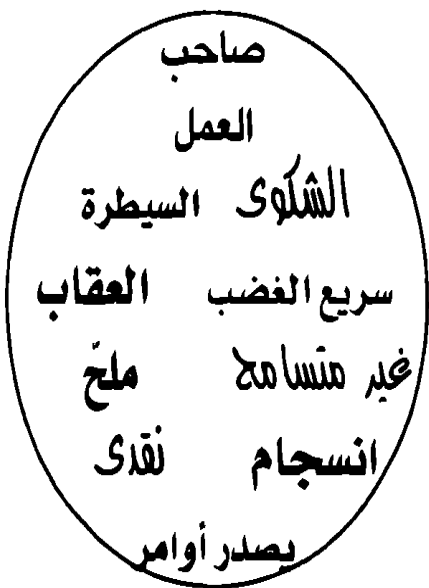 صاحب
العمل
الشكوى السيطرة
سريع الغضب العقاب
غير متسامح ملحّ
انسجام نقدى
يصدر أوامر